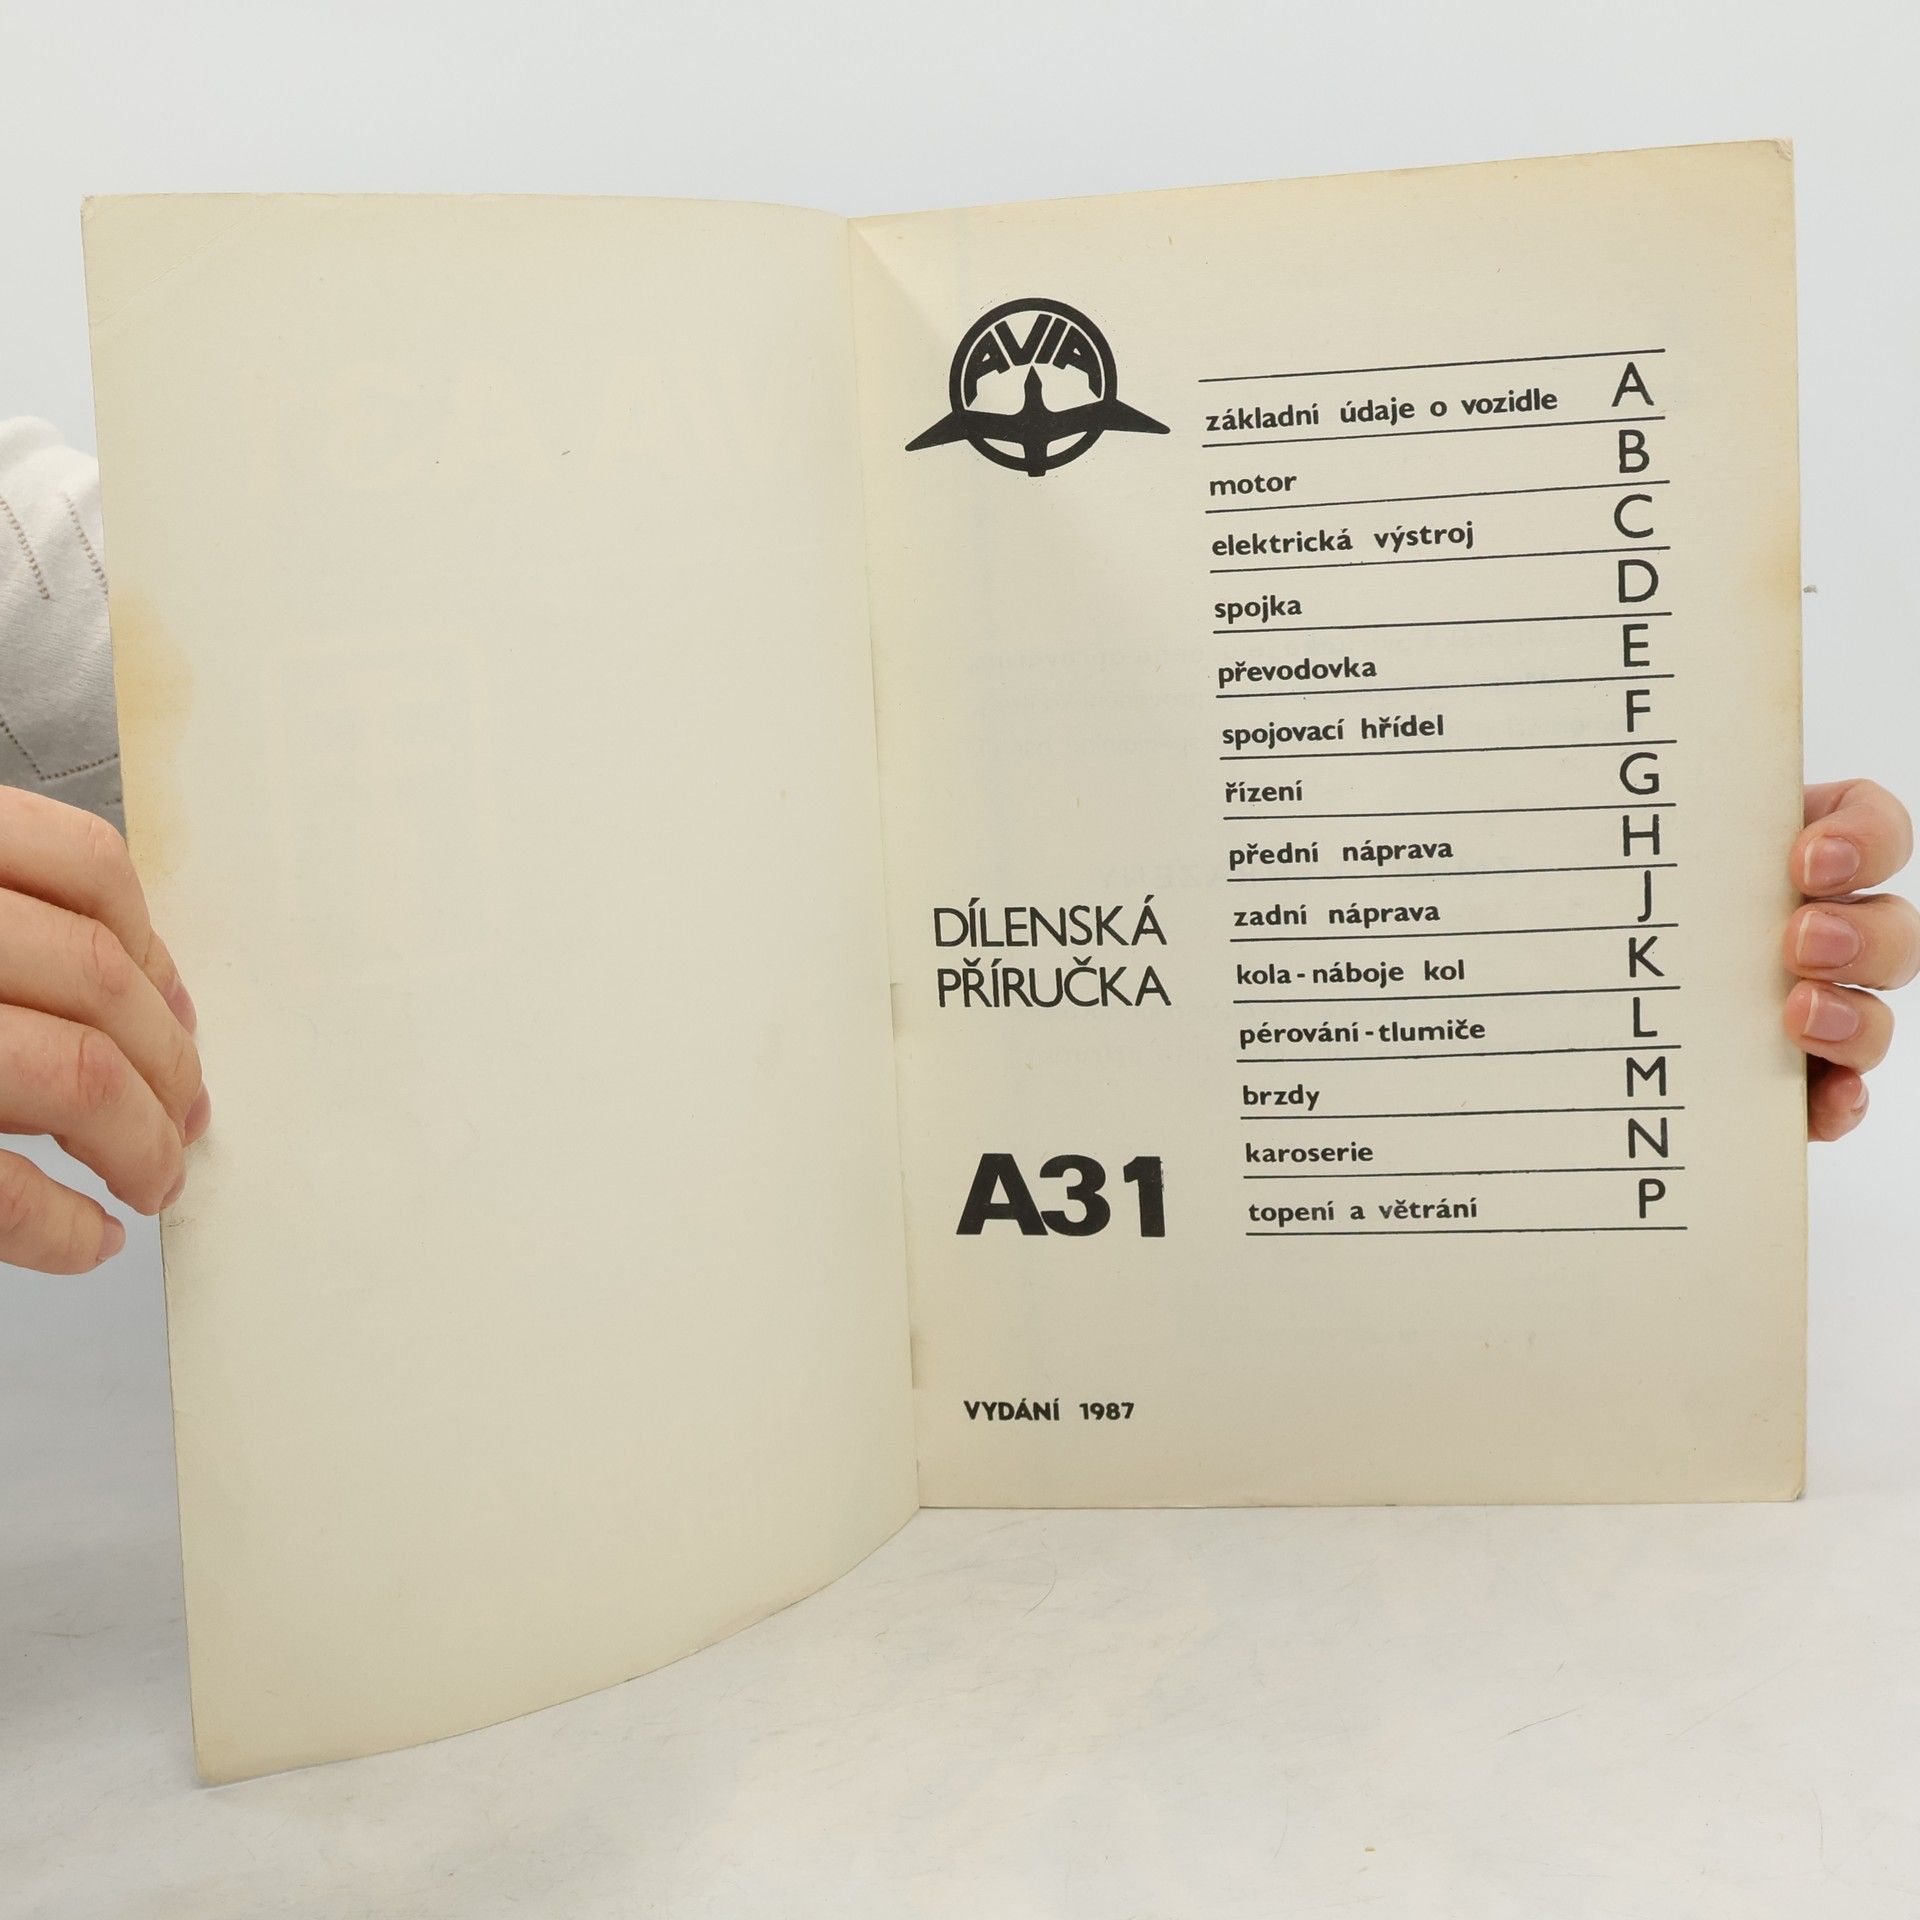 AVIA
základní údaje o vozidle A
motor B
elektrická výstroj C
spojka D
převodovka E
spojovací hřídel F
řízení G
přední náprava H
zadní náprava J
kola - náboje kol K
pérování - tlumiče L
brzdy M
karoserie N
topení a větrání P
DÍLENSKÁ
PŘÍRUČKA
A31
VYDÁNÍ 1987